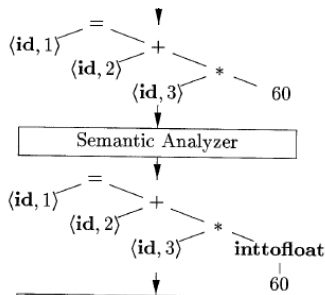 =
⟨id, 1⟩
+
⟨id, 2⟩
*
⟨id, 3⟩
60
Semantic Analyzer
=
⟨id, 1⟩
+
⟨id, 2⟩
*
⟨id, 3⟩
inttofloat
60